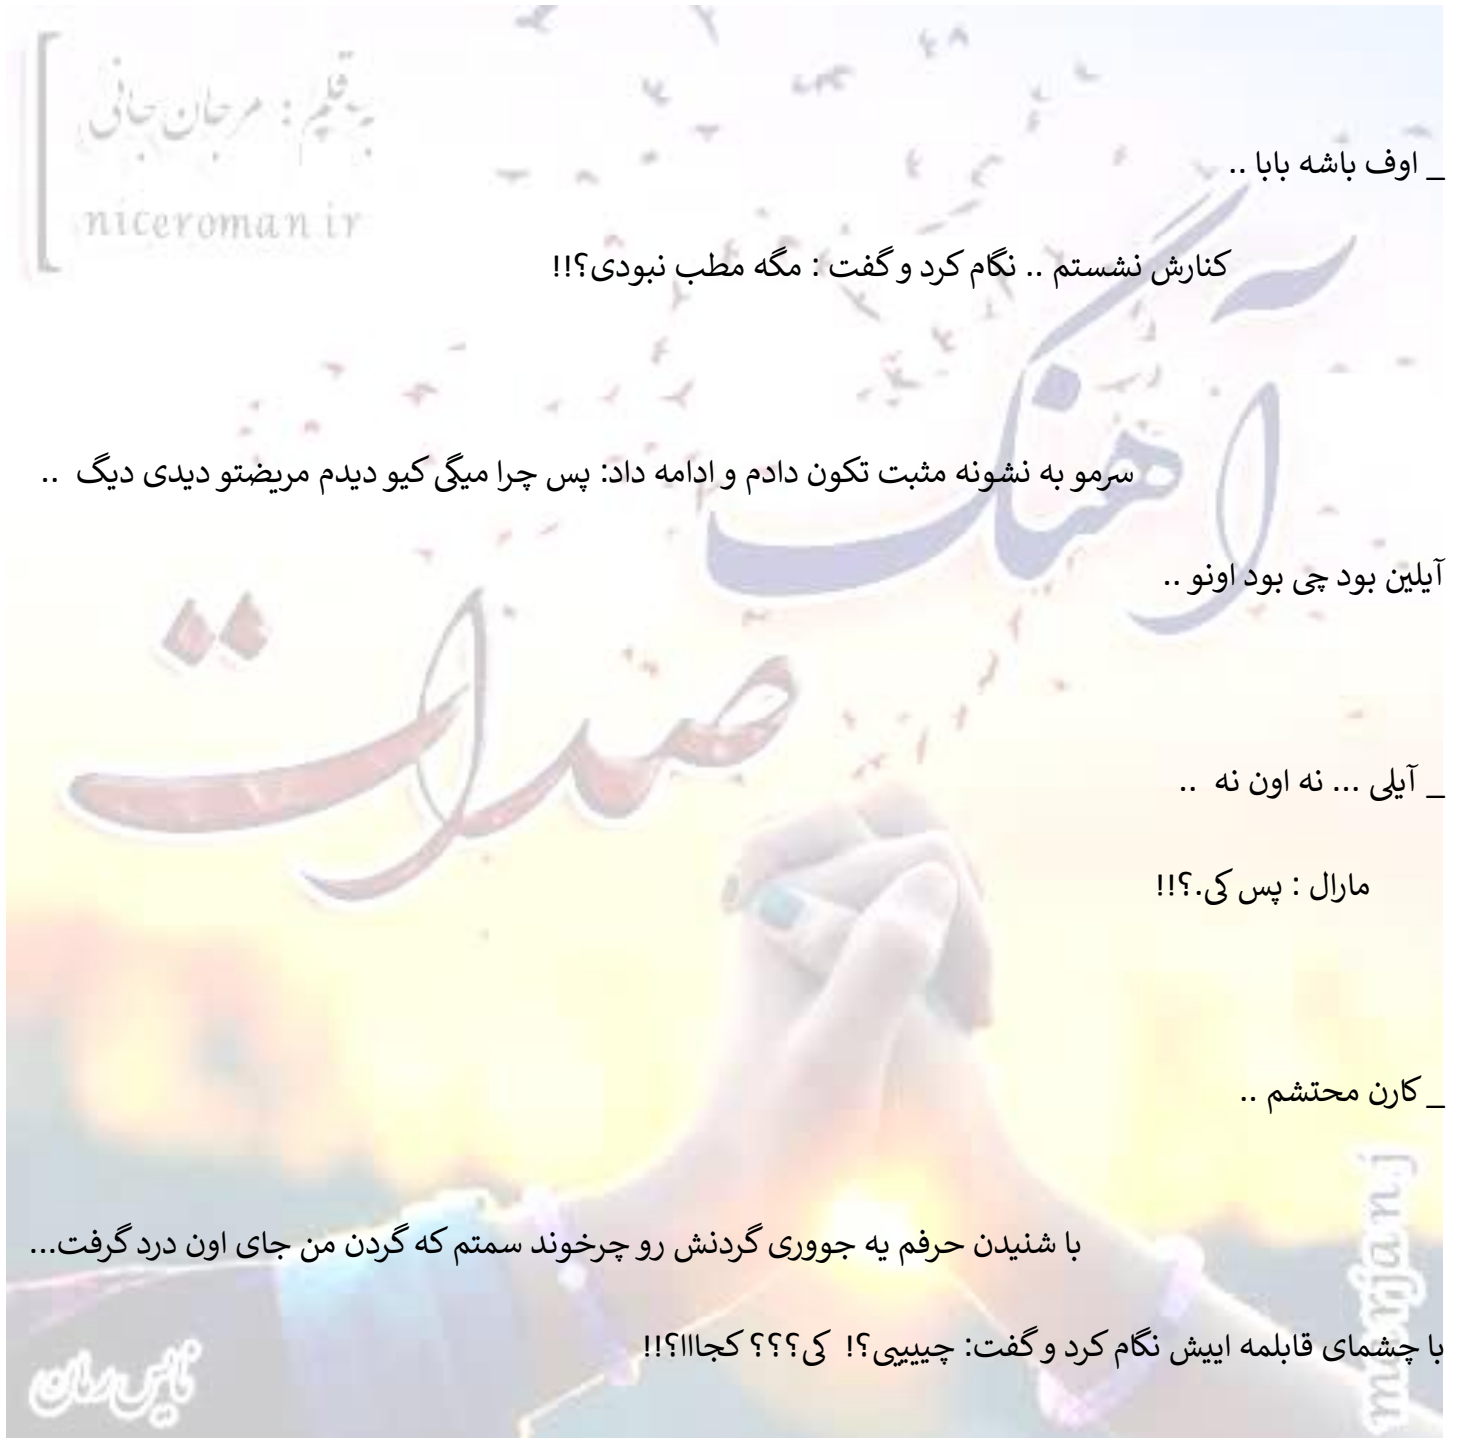 به قلم : مرجان جانی
niceroman.ir
_ اوف باشه بابا ..
کنارش نشستم .. نگام کرد و گفت : مگه مطب نبودی؟!!
سرمو به نشونه مثبت تکون دادم و ادامه داد: پس چرا میگی کیو دیدم مریضتو دیدی دیگ ..
آیلین بود چی بود اونو ..
آهنگ
صدات
_ آیلی ... نه اون نه ..
مارال : پس کی.؟!!
_ کارن محتشم ..
با شنیدن حرفم یه جووری گردنش رو چرخوند سمتم که گردن من جای اون درد گرفت...
با چشمای قابلمه اییش نگام کرد و گفت: چیییی؟! کی؟؟؟ کجااا؟!!
نایس رمان